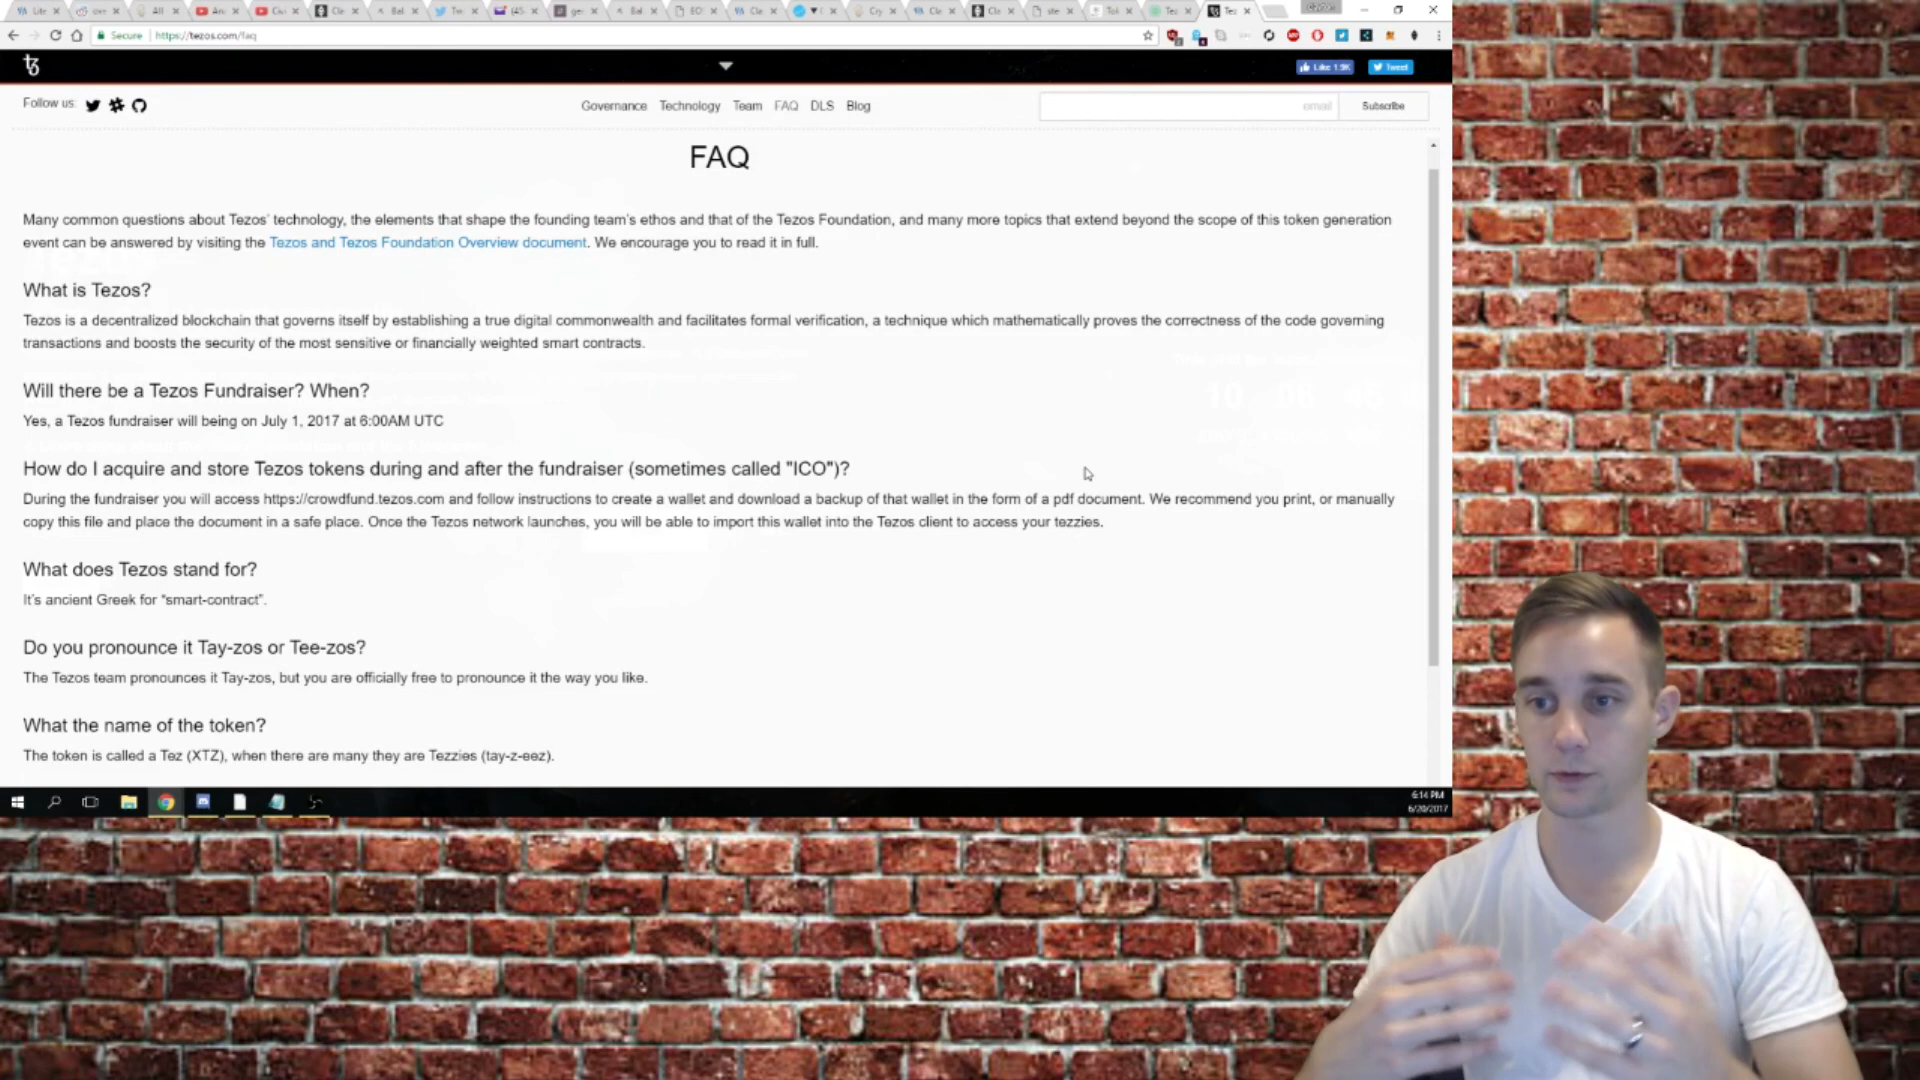 Secure https://tezos.com/faq
Like 1.9K Tweet
Follow us:
Governance Technology Team FAQ DLS Blog
email Subscribe
FAQ
Many common questions about Tezos' technology, the elements that shape the founding team's ethos and that of the Tezos Foundation, and many more topics that extend beyond the scope of this token generation
event can be answered by visiting the Tezos and Tezos Foundation Overview document. We encourage you to read it in full.
What is Tezos?
Tezos is a decentralized blockchain that governs itself by establishing a true digital commonwealth and facilitates formal verification, a technique which mathematically proves the correctness of the code governing
transactions and boosts the security of the most sensitive or financially weighted smart contracts.
Will there be a Tezos Fundraiser? When?
Yes, a Tezos fundraiser will being on July 1, 2017 at 6:00AM UTC
How do I acquire and store Tezos tokens during and after the fundraiser (sometimes called "ICO")?
During the fundraiser you will access https://crowdfund.tezos.com and follow instructions to create a wallet and download a backup of that wallet in the form of a pdf document. We recommend you print, or manually
copy this file and place the document in a safe place. Once the Tezos network launches, you will be able to import this wallet into the Tezos client to access your tezzies.
What does Tezos stand for?
It's ancient Greek for “smart-contract”.
Do you pronounce it Tay-zos or Tee-zos?
The Tezos team pronounces it Tay-zos, but you are officially free to pronounce it the way you like.
What the name of the token?
The token is called a Tez (XTZ), when there are many they are Tezzies (tay-z-eez).
6:14 PM
6/20/2017